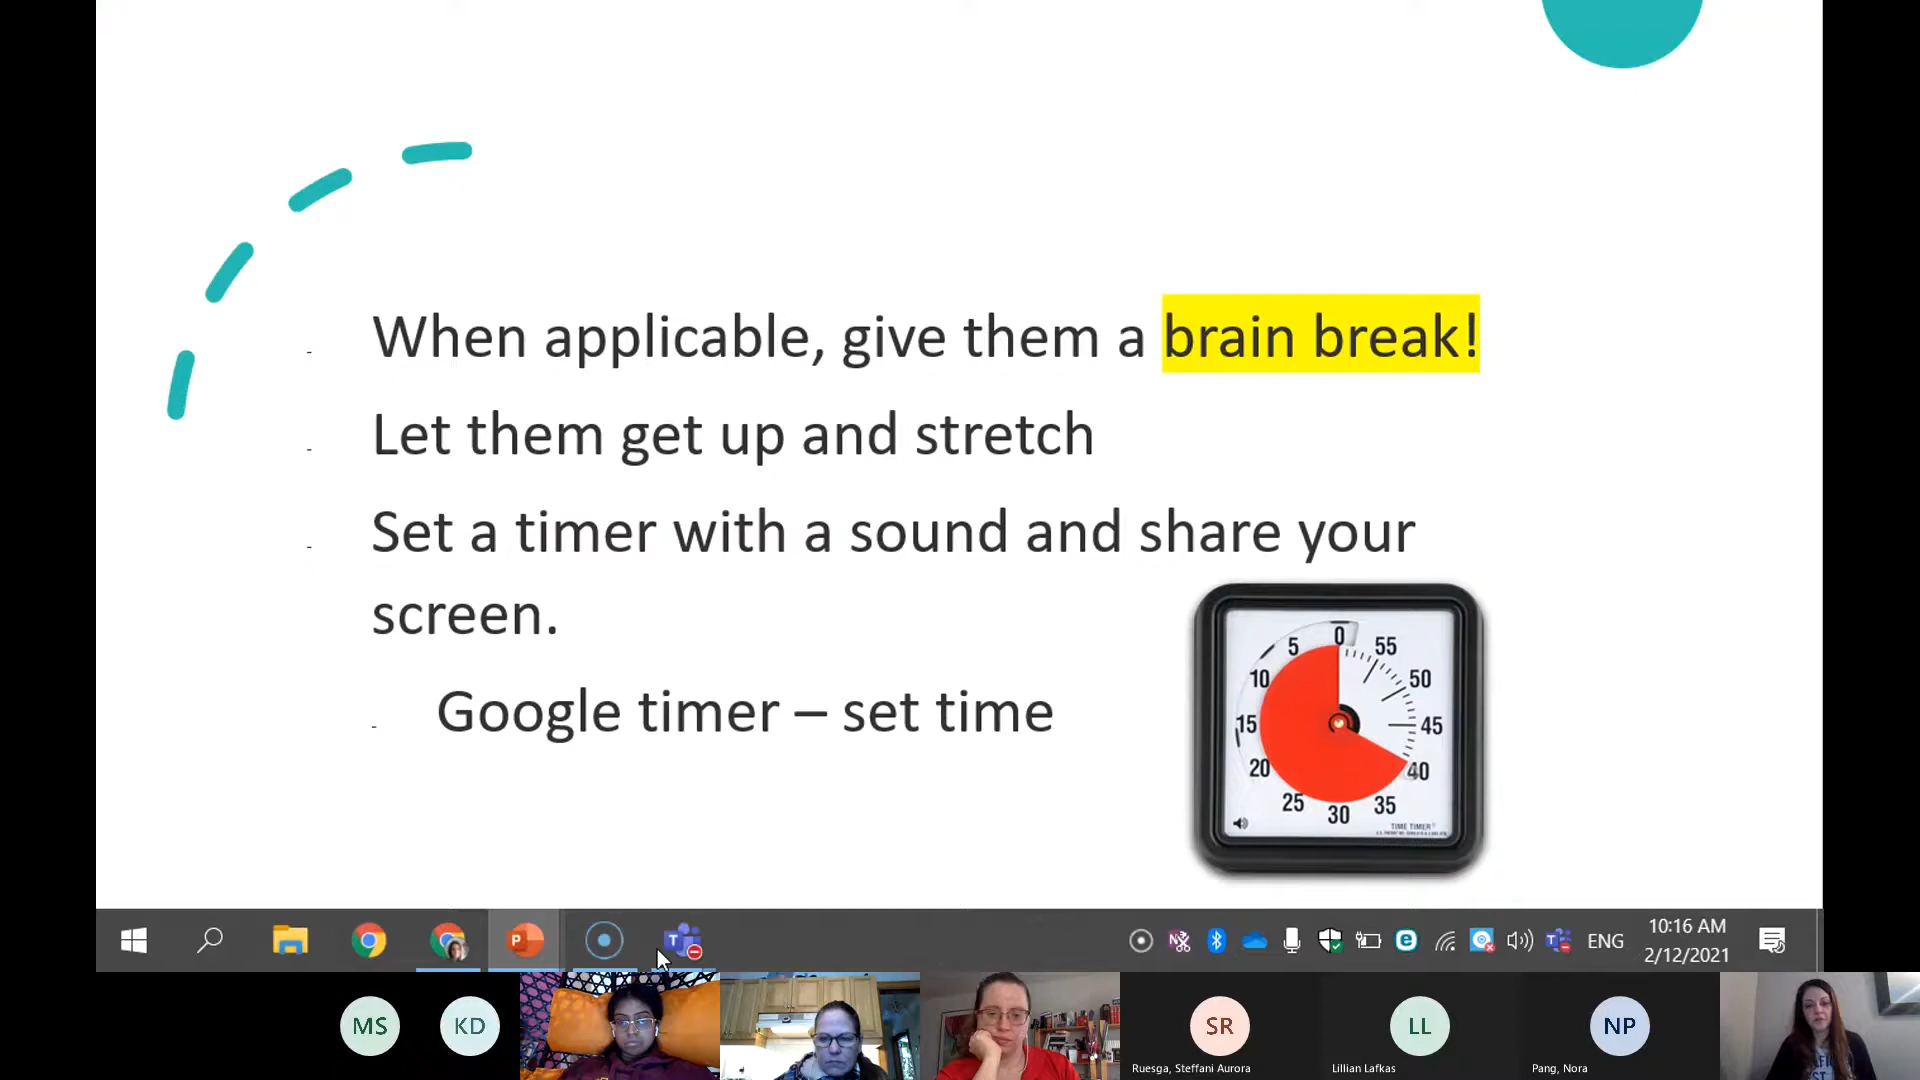 - When applicable, give them a brain break!
- Let them get up and stretch
- Set a timer with a sound and share your
screen.
- Google timer – set time
0
5
55
10
50
15
45
20
40
25
35
30
TIME TIMER
ENG
10:16 AM
2/12/2021
MS
KD
SR
LL
NP
Ruesga, Steffani Aurora
Lillian Lafkas
Pang, Nora